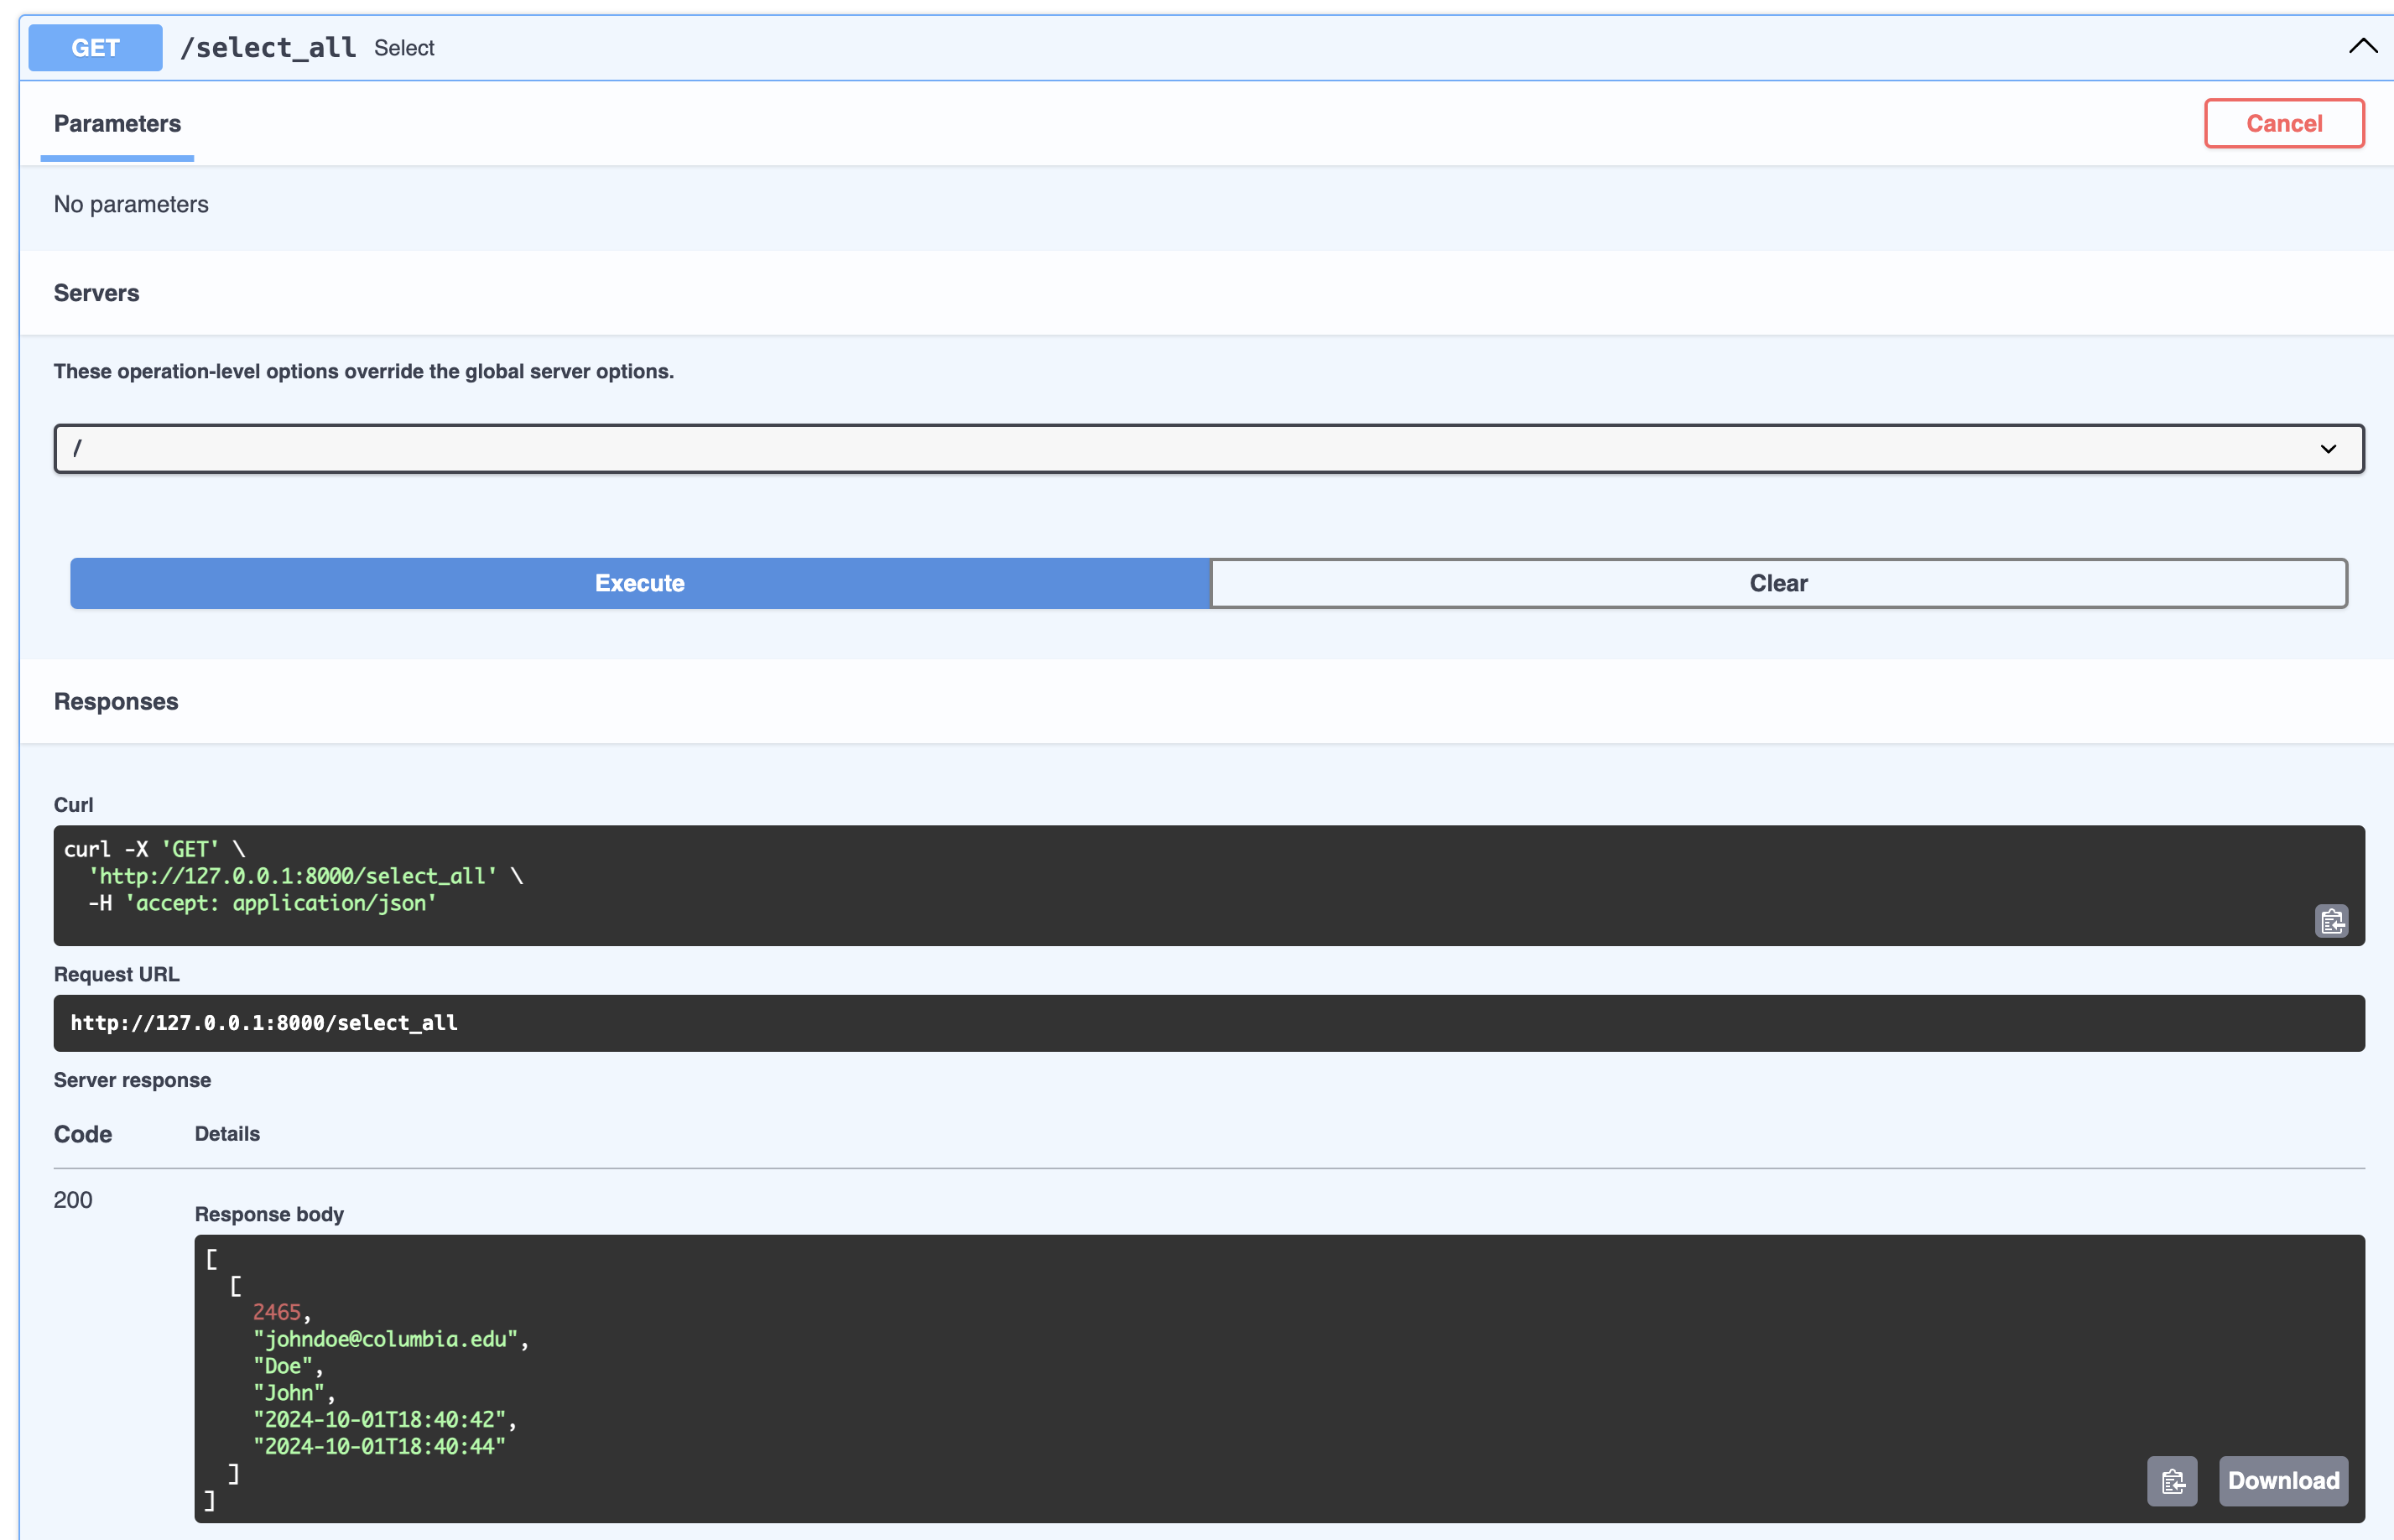 GET /select_all Select
Parameters
Cancel
No parameters
Servers
These operation-level options override the global server options.
/
Execute
Clear
Responses
Curl
curl -X 'GET' \
  'http://127.0.0.1:8000/select_all' \
  -H 'accept: application/json'
Request URL
http://127.0.0.1:8000/select_all
Server response
Code Details
200
Response body
[
  [
    2465,
    "johndoe@columbia.edu",
    "Doe",
    "John",
    "2024-10-01T18:40:42",
    "2024-10-01T18:40:44"
  ]
]
Download